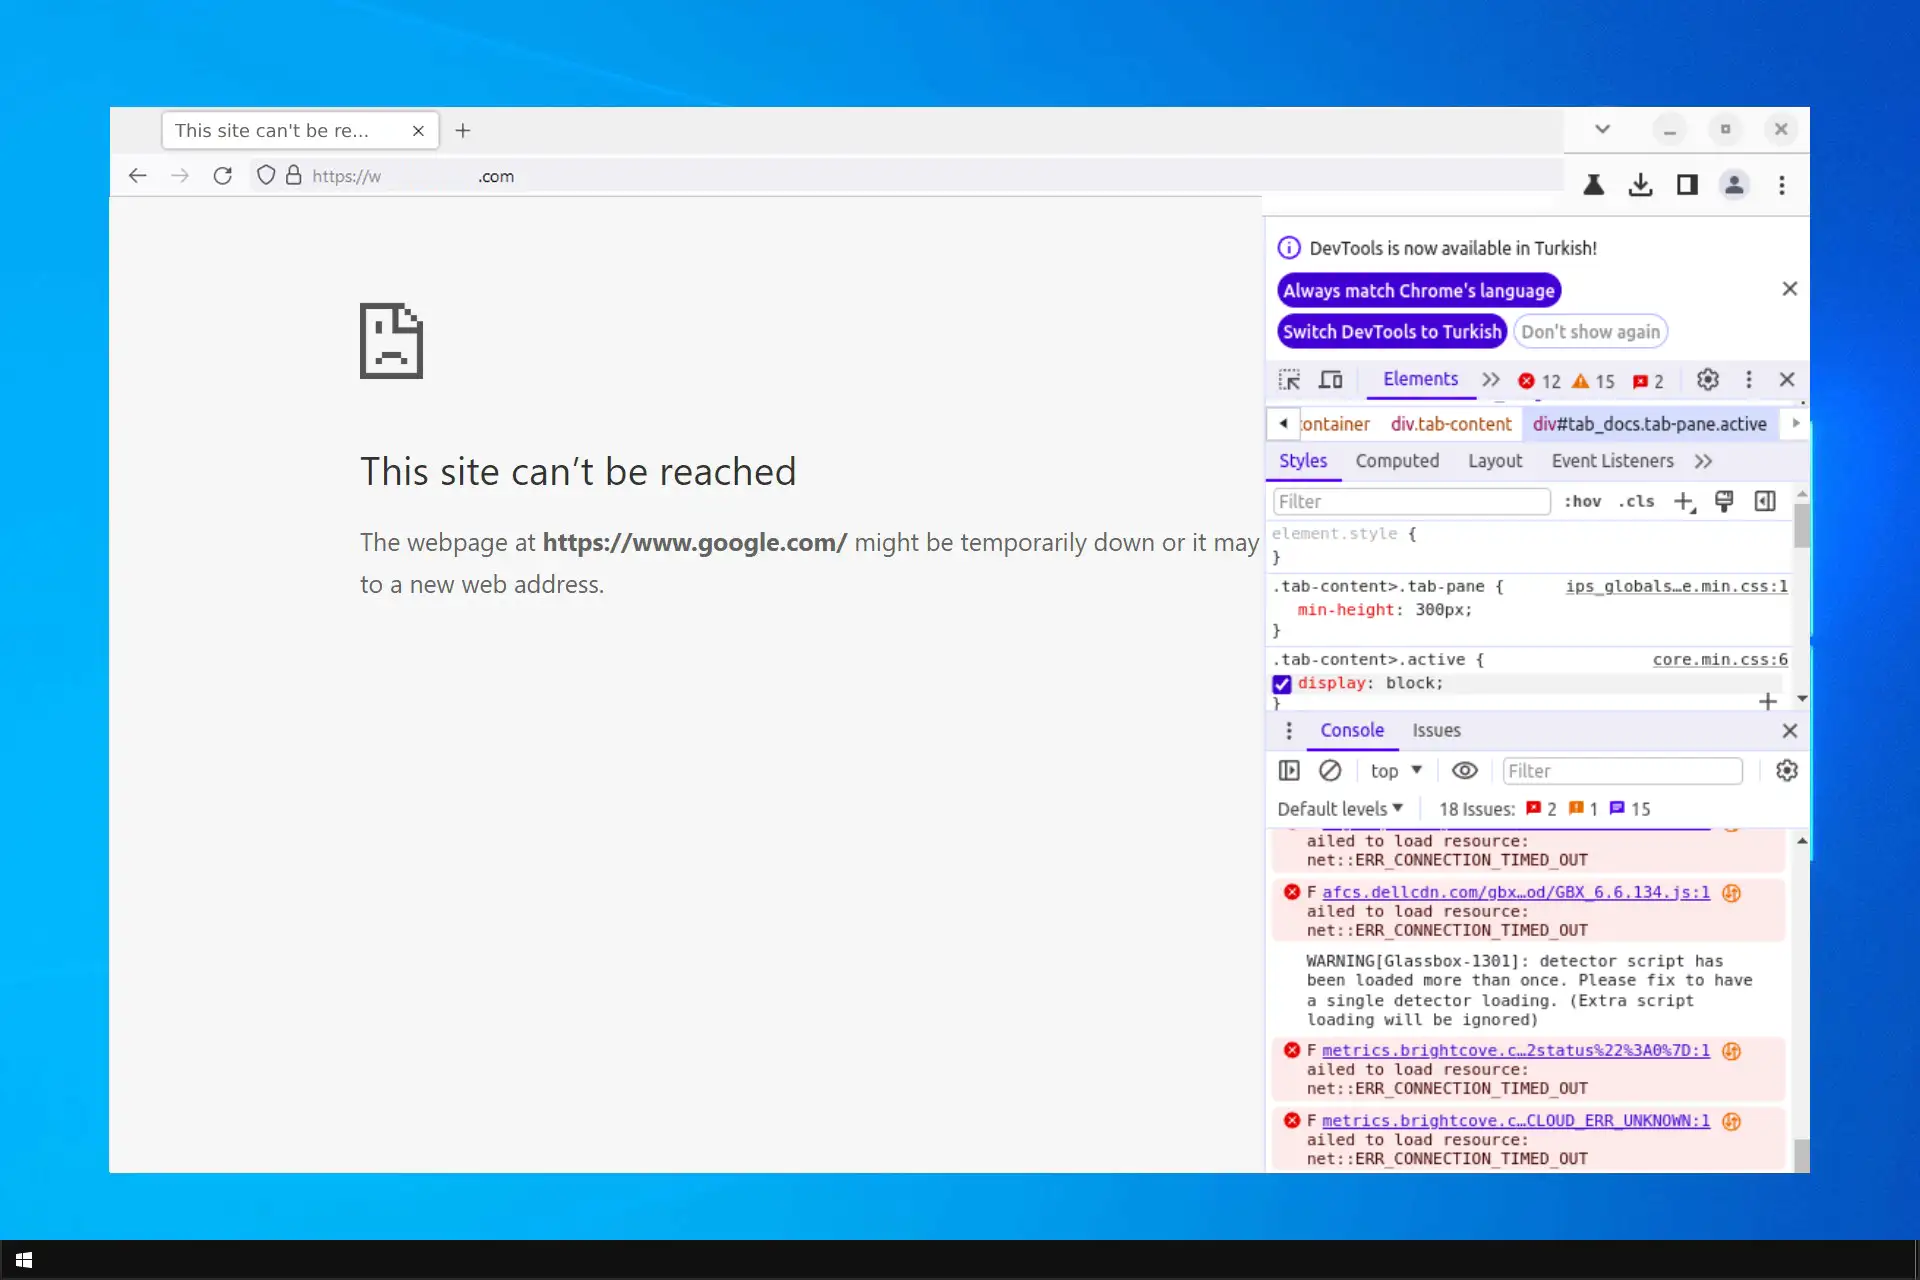 This site can't be re...
https://w .com
This site can’t be reached
The webpage at https://www.google.com/ might be temporarily down or it may
to a new web address.
DevTools is now available in Turkish!
Always match Chrome's language
Switch DevTools to Turkish Don't show again
Elements 12 15 2
ontainer div.tab-content div#tab_docs.tab-pane.active
Styles Computed Layout Event Listeners
Filter :hov .cls
element.style {
}
.tab-content>.tab-pane { ips_globals…e.min.css:1
min-height: 300px;
}
.tab-content>.active { core.min.css:6
display: block;
}
Console Issues
top Filter
Default levels 18 Issues: 2 1 15
ailed to load resource:
net::ERR_CONNECTION_TIMED_OUT
F afcs.dellcdn.com/gbx…od/GBX_6.6.134.js:1
ailed to load resource:
net::ERR_CONNECTION_TIMED_OUT
WARNING[Glassbox-1301]: detector script has
been loaded more than once. Please fix to have
a single detector loading. (Extra script
loading will be ignored)
F metrics.brightcove.c…2status%22%3A0%7D:1
ailed to load resource:
net::ERR_CONNECTION_TIMED_OUT
F metrics.brightcove.c…CLOUD_ERR_UNKNOWN:1
ailed to load resource:
net::ERR_CONNECTION_TIMED_OUT